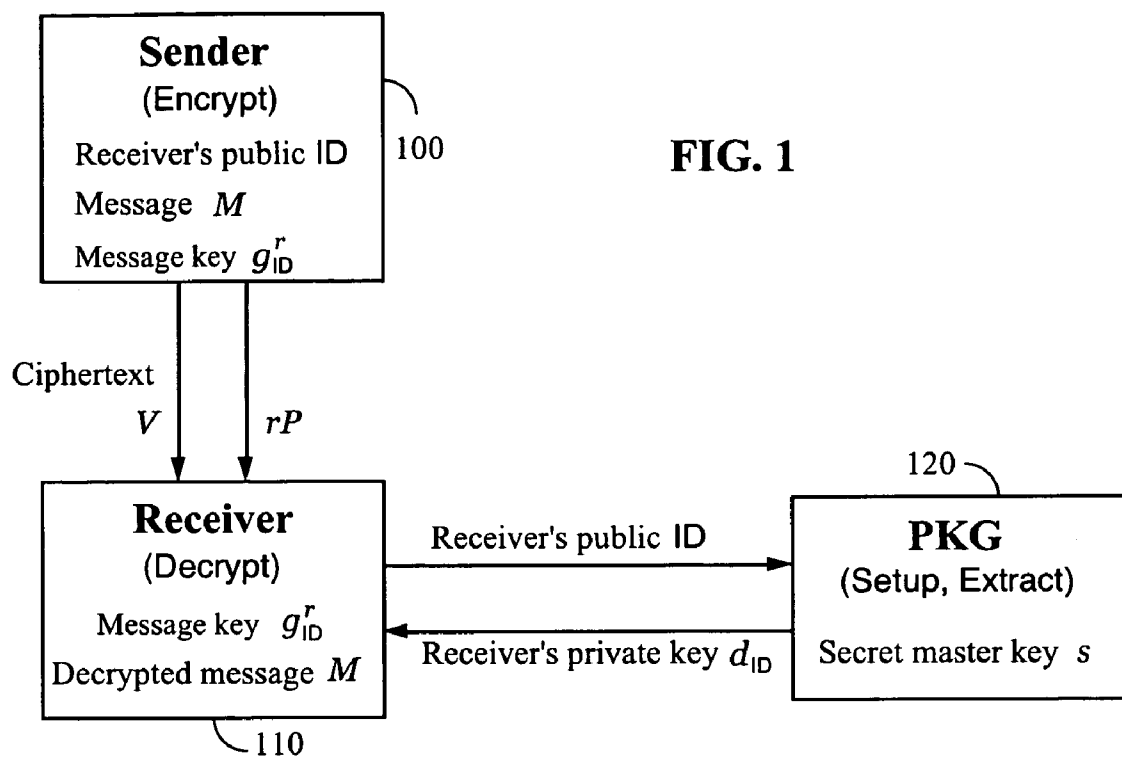 Sender
(Encrypt)
Receiver's public ID
Message M
Message key g_ID^r
100
FIG. 1
Ciphertext
V
rP
Receiver
(Decrypt)
Message key g_ID^r
Decrypted message M
110
Receiver's public ID
Receiver's private key d_ID
120
PKG
(Setup, Extract)
Secret master key s